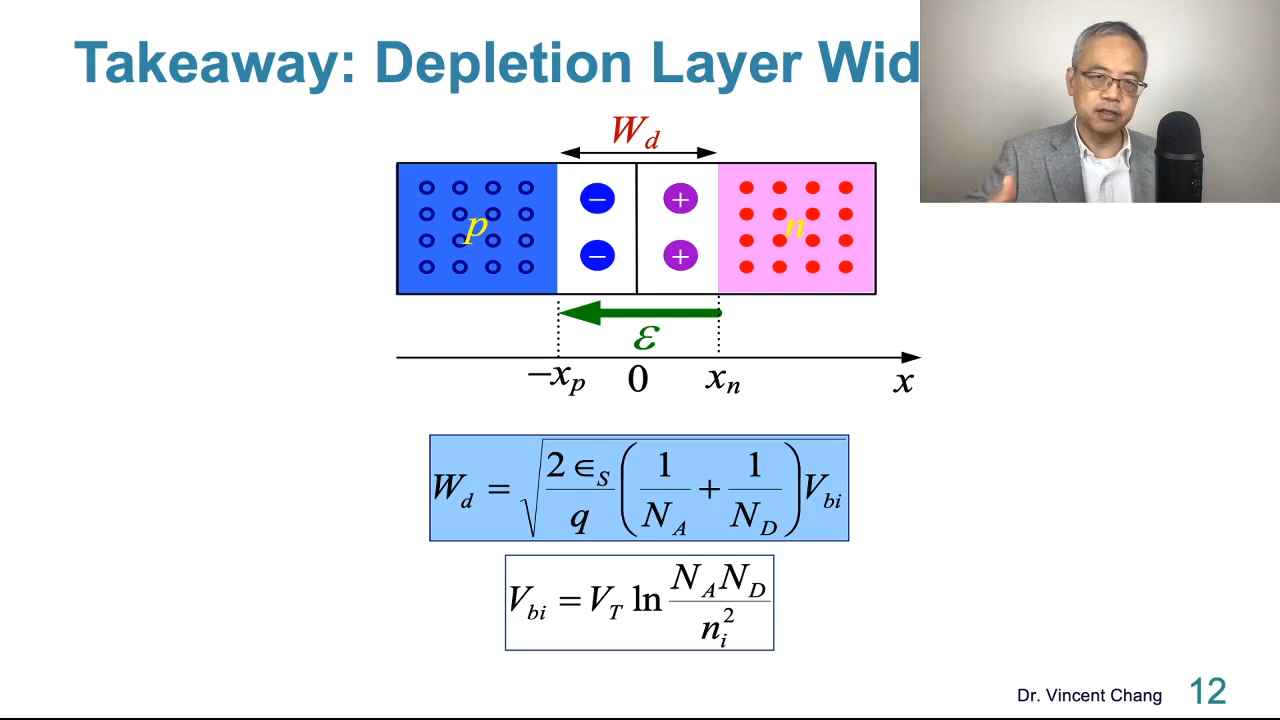 Takeaway: Depletion Layer Wid
W_d
− +
p n
− +
ε
−x_p 0 x_n x
W_d = √(2 ∈_S / q (1/N_A + 1/N_D) V_bi)
V_bi = V_T ln (N_A N_D / n_i^2)
Dr. Vincent Chang 12